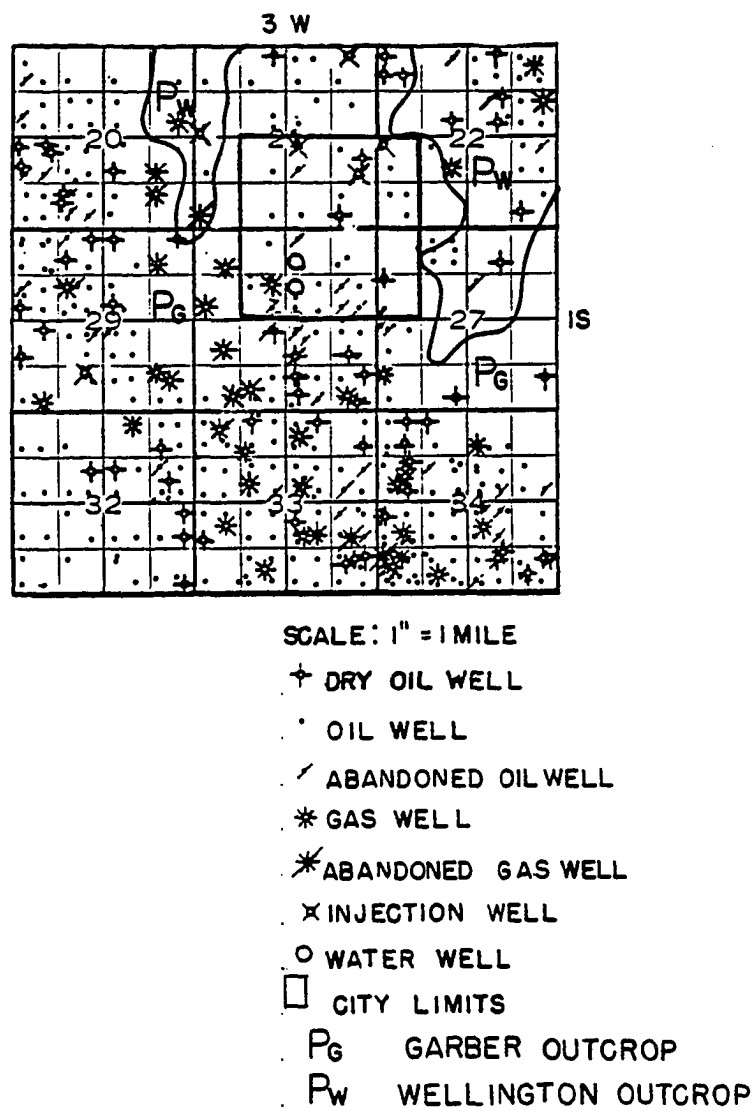 3 W
PW
20
22
PW
PG
29
27
IS
PG
32
33
34
SCALE: 1" = 1 MILE
DRY OIL WELL
OIL WELL
ABANDONED OIL WELL
GAS WELL
ABANDONED GAS WELL
INJECTION WELL
WATER WELL
CITY LIMITS
PG GARBER OUTCROP
PW WELLINGTON OUTCROP